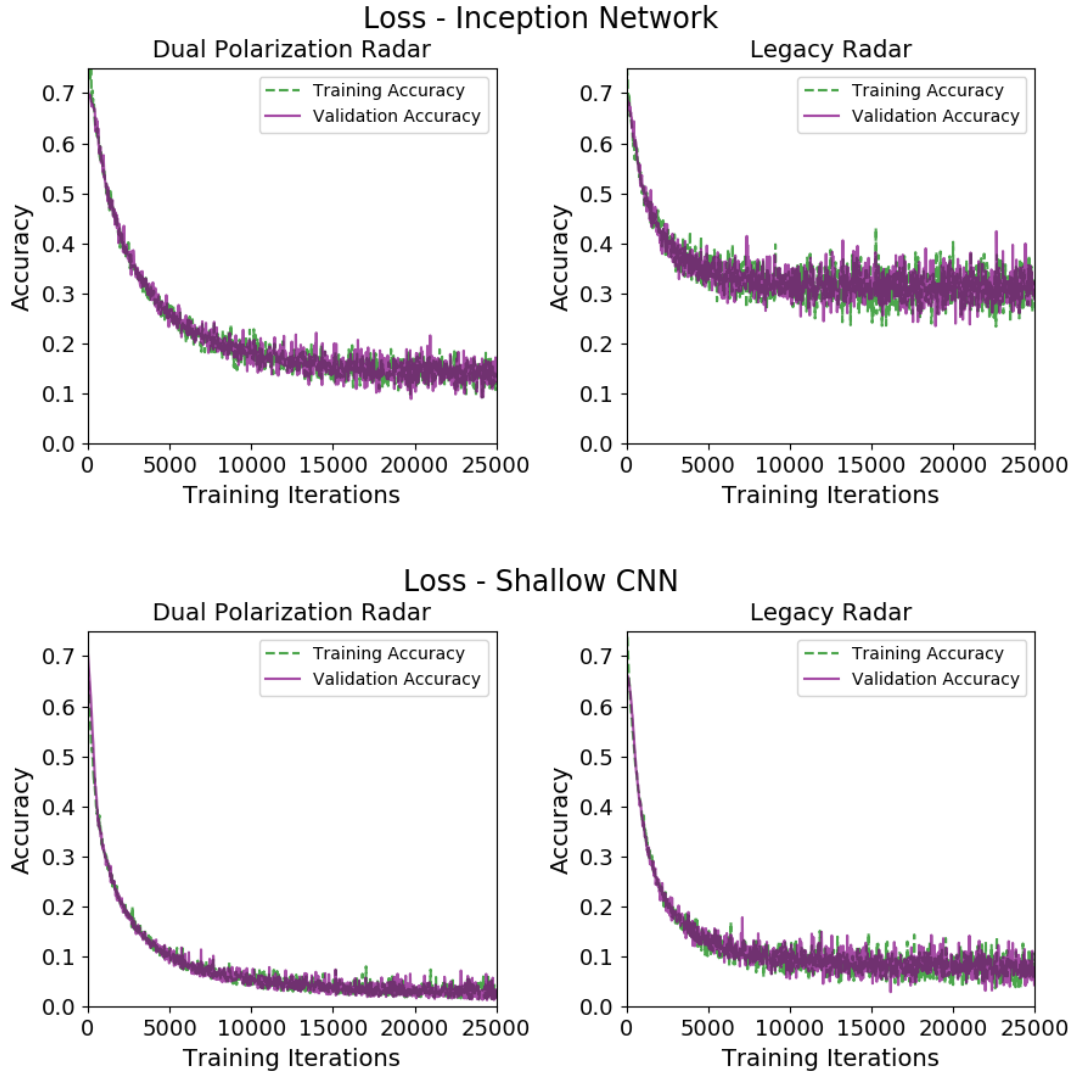 Loss - Inception Network
Dual Polarization Radar
Accuracy
0.7
0.6
0.5
0.4
0.3
0.2
0.1
0.0
Training Accuracy
Validation Accuracy
0 5000 10000 15000 20000 25000
Training Iterations
Legacy Radar
Accuracy
0.7
0.6
0.5
0.4
0.3
0.2
0.1
0.0
Training Accuracy
Validation Accuracy
0 5000 10000 15000 20000 25000
Training Iterations
Loss - Shallow CNN
Dual Polarization Radar
Accuracy
0.7
0.6
0.5
0.4
0.3
0.2
0.1
0.0
Training Accuracy
Validation Accuracy
0 5000 10000 15000 20000 25000
Training Iterations
Legacy Radar
Accuracy
0.7
0.6
0.5
0.4
0.3
0.2
0.1
0.0
Training Accuracy
Validation Accuracy
0 5000 10000 15000 20000 25000
Training Iterations